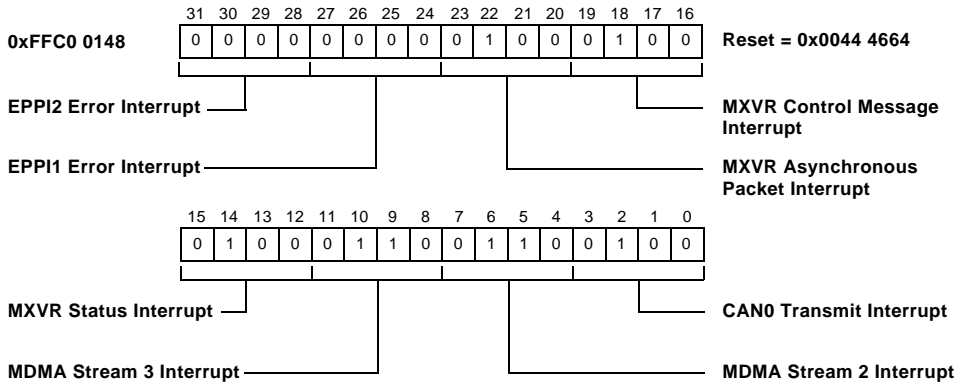 31 30 29 28 27 26 25 24 23 22 21 20 19 18 17 16
0xFFC0 0148
0 0 0 0 0 0 0 0 0 1 0 0 0 1 0 0
Reset = 0x0044 4664
EPPI2 Error Interrupt
MXVR Control Message
Interrupt
EPPI1 Error Interrupt
MXVR Asynchronous
Packet Interrupt
15 14 13 12 11 10 9 8 7 6 5 4 3 2 1 0
0 1 0 0 0 1 1 0 0 1 1 0 0 1 0 0
MXVR Status Interrupt
CAN0 Transmit Interrupt
MDMA Stream 3 Interrupt
MDMA Stream 2 Interrupt